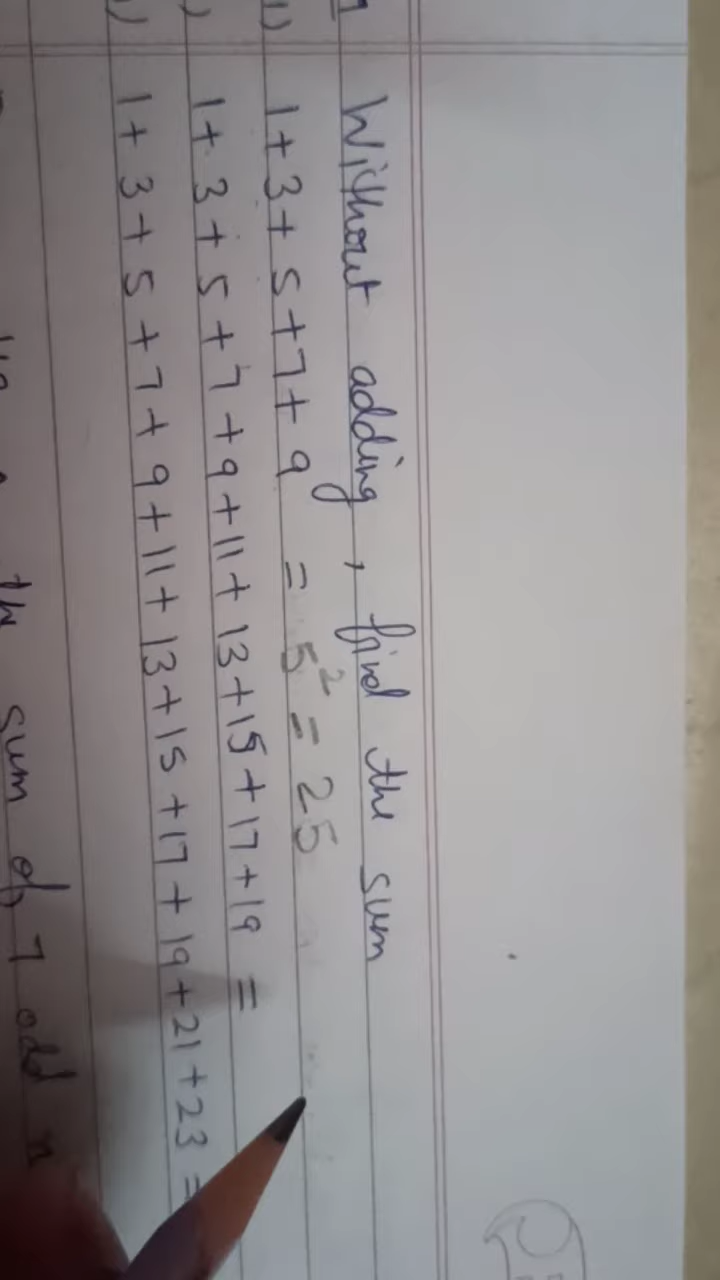 Without adding, find the sum
1+3+5+7+9 = 5² = 25
1+3+5+7+9+11+13+15+17+19 =
1+3+5+7+9+11+13+15+17+19+21+23 =
the sum of 7 odd n